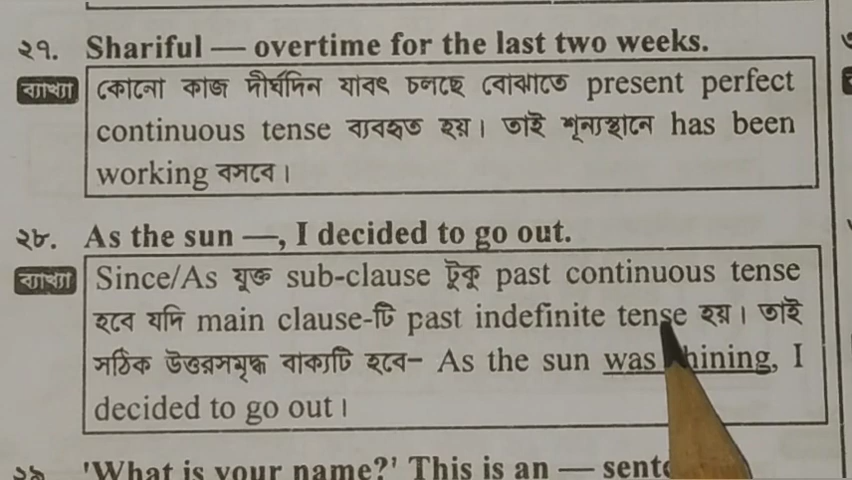 ২৭. Shariful — overtime for the last two weeks.
ব্যাখ্যা কোনো কাজ দীর্ঘদিন যাবৎ চলছে বোঝাতে present perfect
continuous tense ব্যবহৃত হয়। তাই শূন্যস্থানে has been
working বসবে।
২৮. As the sun —, I decided to go out.
ব্যাখ্যা Since/As যুক্ত sub-clause টুকু past continuous tense
হবে যদি main clause-টি past indefinite tense হয়। তাই
সঠিক উত্তরসমৃদ্ধ বাক্যটি হবে– As the sun was shining, I
decided to go out।
২৯. 'What is your name?' This is an —